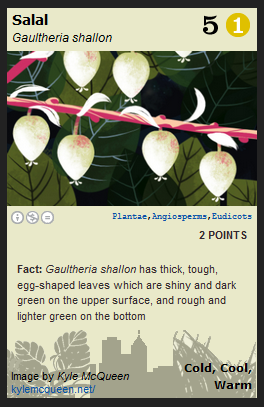 Salal
5 1
Gaultheria shallon
Plantae,Angiosperms,Eudicots
2 POINTS
Fact: Gaultheria shallon has thick, tough,
egg-shaped leaves which are shiny and dark
green on the upper surface, and rough and
lighter green on the bottom
Cold, Cool,
Image by Kyle McQueen
Warm
kylemcqueen.net/